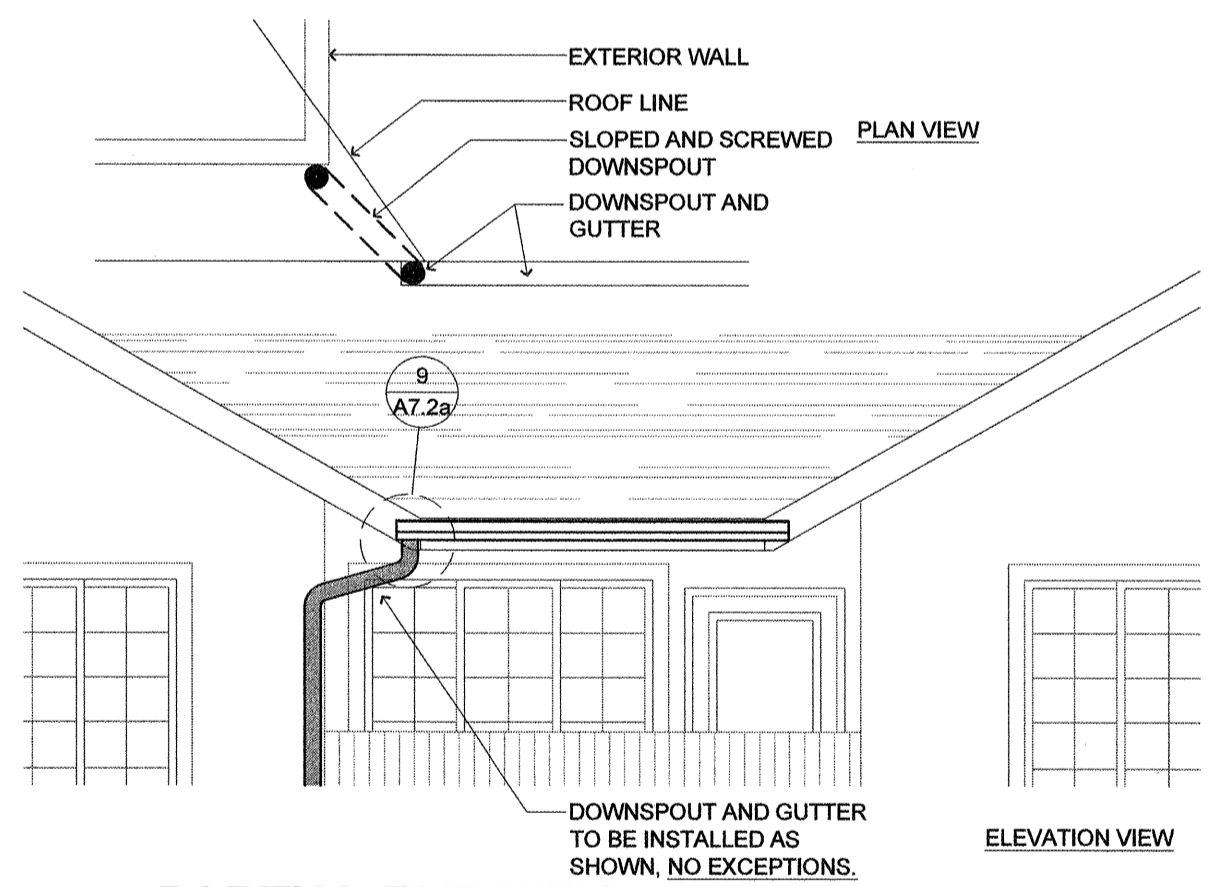 EXTERIOR WALL
ROOF LINE
SLOPED AND SCREWED
DOWNSPOUT
PLAN VIEW
DOWNSPOUT AND
GUTTER
9
A7.2a
DOWNSPOUT AND GUTTER
TO BE INSTALLED AS
SHOWN, NO EXCEPTIONS.
ELEVATION VIEW